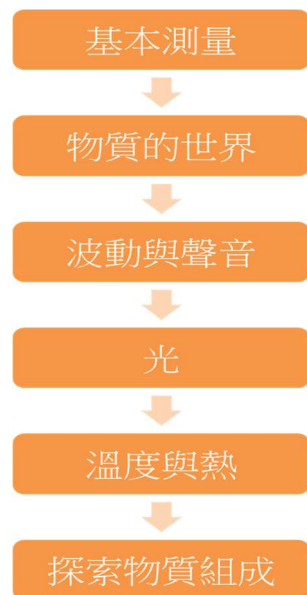 基本測量
物質的世界
波動與聲音
光
溫度與熱
探索物質組成